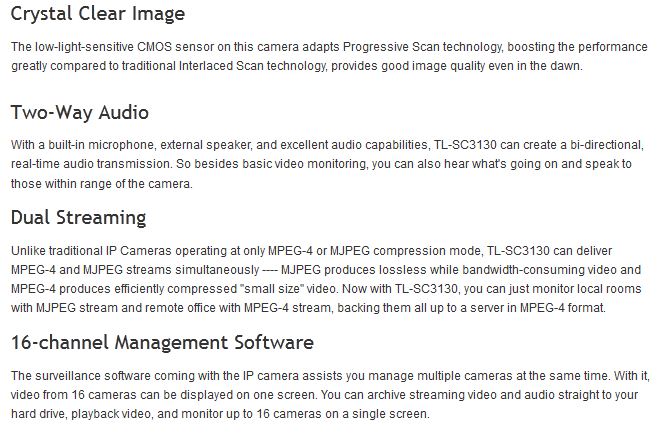 Crystal Clear Image
The low-light-sensitive CMOS sensor on this camera adapts Progressive Scan technology, boosting the performance
greatly compared to traditional Interlaced Scan technology, provides good image quality even in the dawn.
Two-Way Audio
With a built-in microphone, external speaker, and excellent audio capabilities, TL-SC3130 can create a bi-directional,
real-time audio transmission. So besides basic video monitoring, you can also hear what's going on and speak to
those within range of the camera.
Dual Streaming
Unlike traditional IP Cameras operating at only MPEG-4 or MJPEG compression mode, TL-SC3130 can deliver
MPEG-4 and MJPEG streams simultaneously ---- MJPEG produces lossless while bandwidth-consuming video and
MPEG-4 produces efficiently compressed "small size" video. Now with TL-SC3130, you can just monitor local rooms
with MJPEG stream and remote office with MPEG-4 stream, backing them all up to a server in MPEG-4 format.
16-channel Management Software
The surveillance software coming with the IP camera assists you manage multiple cameras at the same time. With it,
video from 16 cameras can be displayed on one screen. You can archive streaming video and audio straight to your
hard drive, playback video, and monitor up to 16 cameras on a single screen.